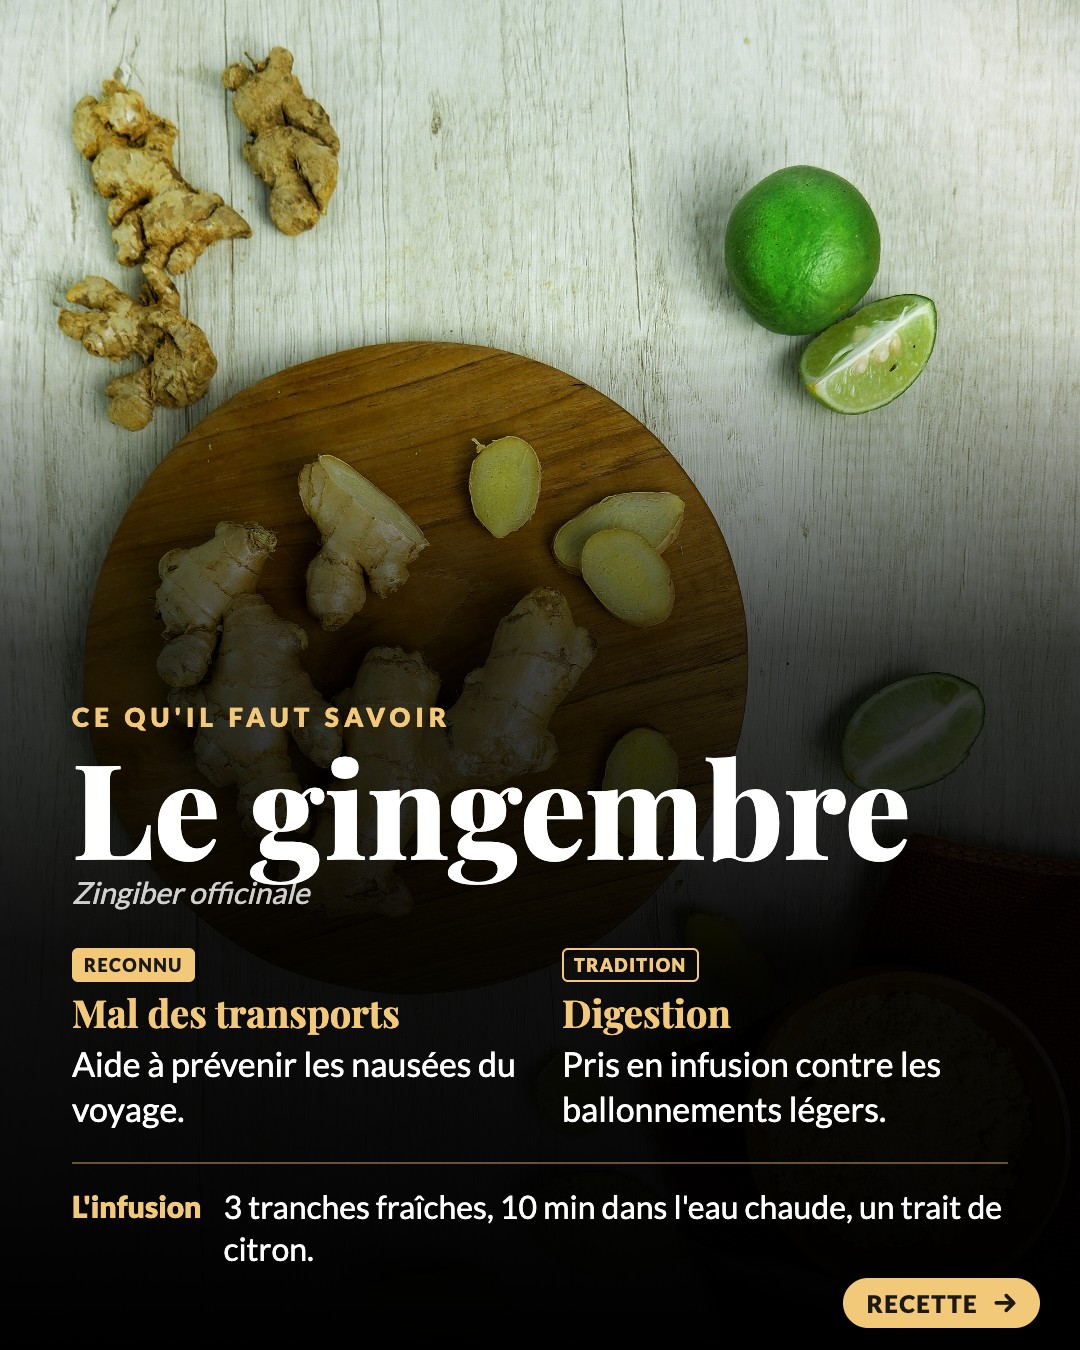 CE QU'IL FAUT SAVOIR
Le gingembre
Zingiber officinale
RECONNU
Mal des transports
Aide à prévenir les nausées du
voyage.
TRADITION
Digestion
Pris en infusion contre les
ballonnements légers.
L'infusion 3 tranches fraîches, 10 min dans l'eau chaude, un trait de
citron.
RECETTE →